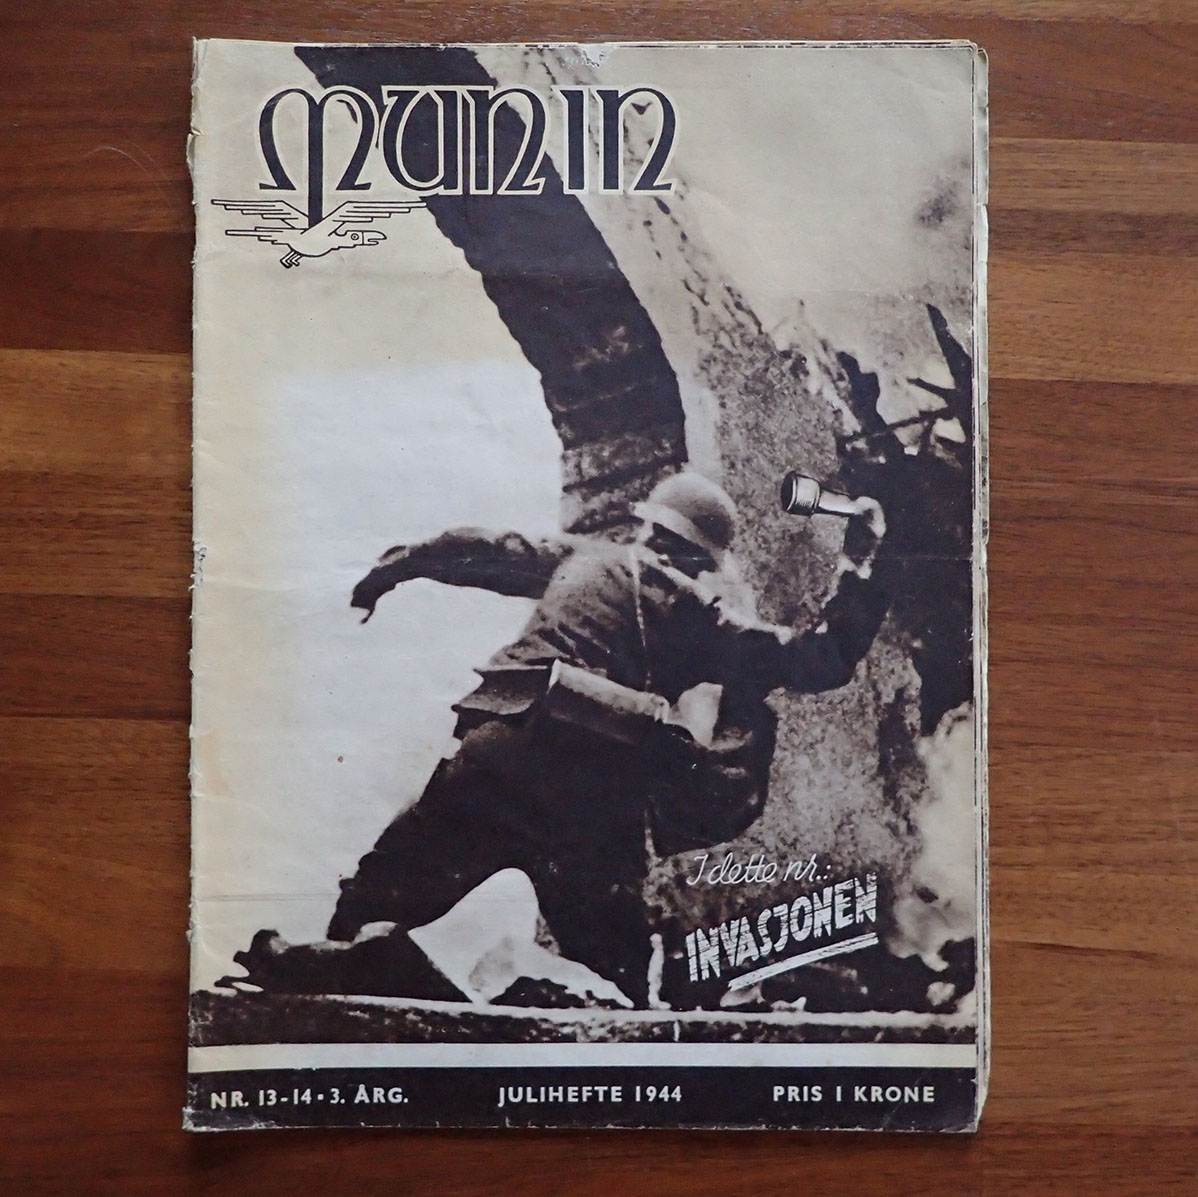 MUNIN
I dette nr.:
INVASJONEN
NR. 13-14 · 3. ÅRG.
JULIHEFTE 1944
PRIS 1 KRONE